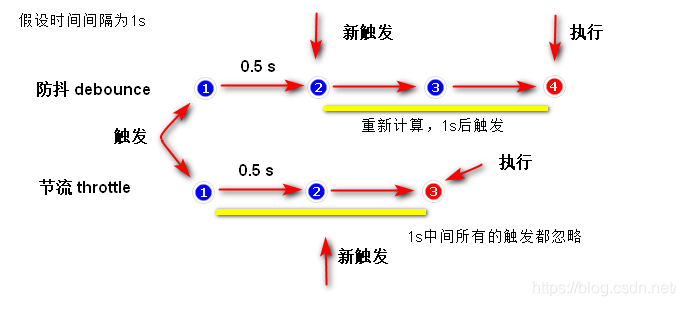 假设时间间隔为1s
新触发
执行
0.5 s
防抖 debounce
1 2 3 4
重新计算，1s后触发
触发
0.5 s
执行
节流 throttle
1 2 3
1s中间所有的触发都忽略
新触发
https://blog.csdn.net/